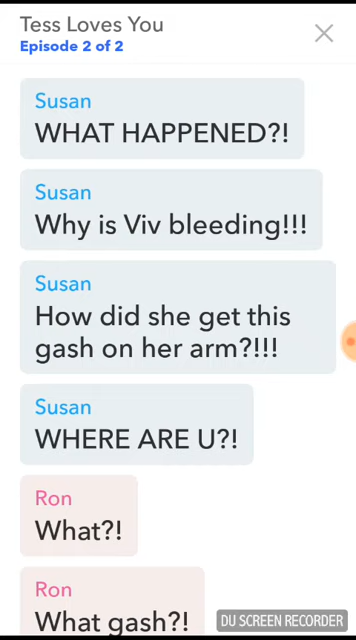 Tess Loves You
Episode 2 of 2
Susan
WHAT HAPPENED?!
Susan
Why is Viv bleeding!!!
Susan
How did she get this
gash on her arm?!!!
Susan
WHERE ARE U?!
Ron
What?!
Ron
What gash?!
DU SCREEN RECORDER